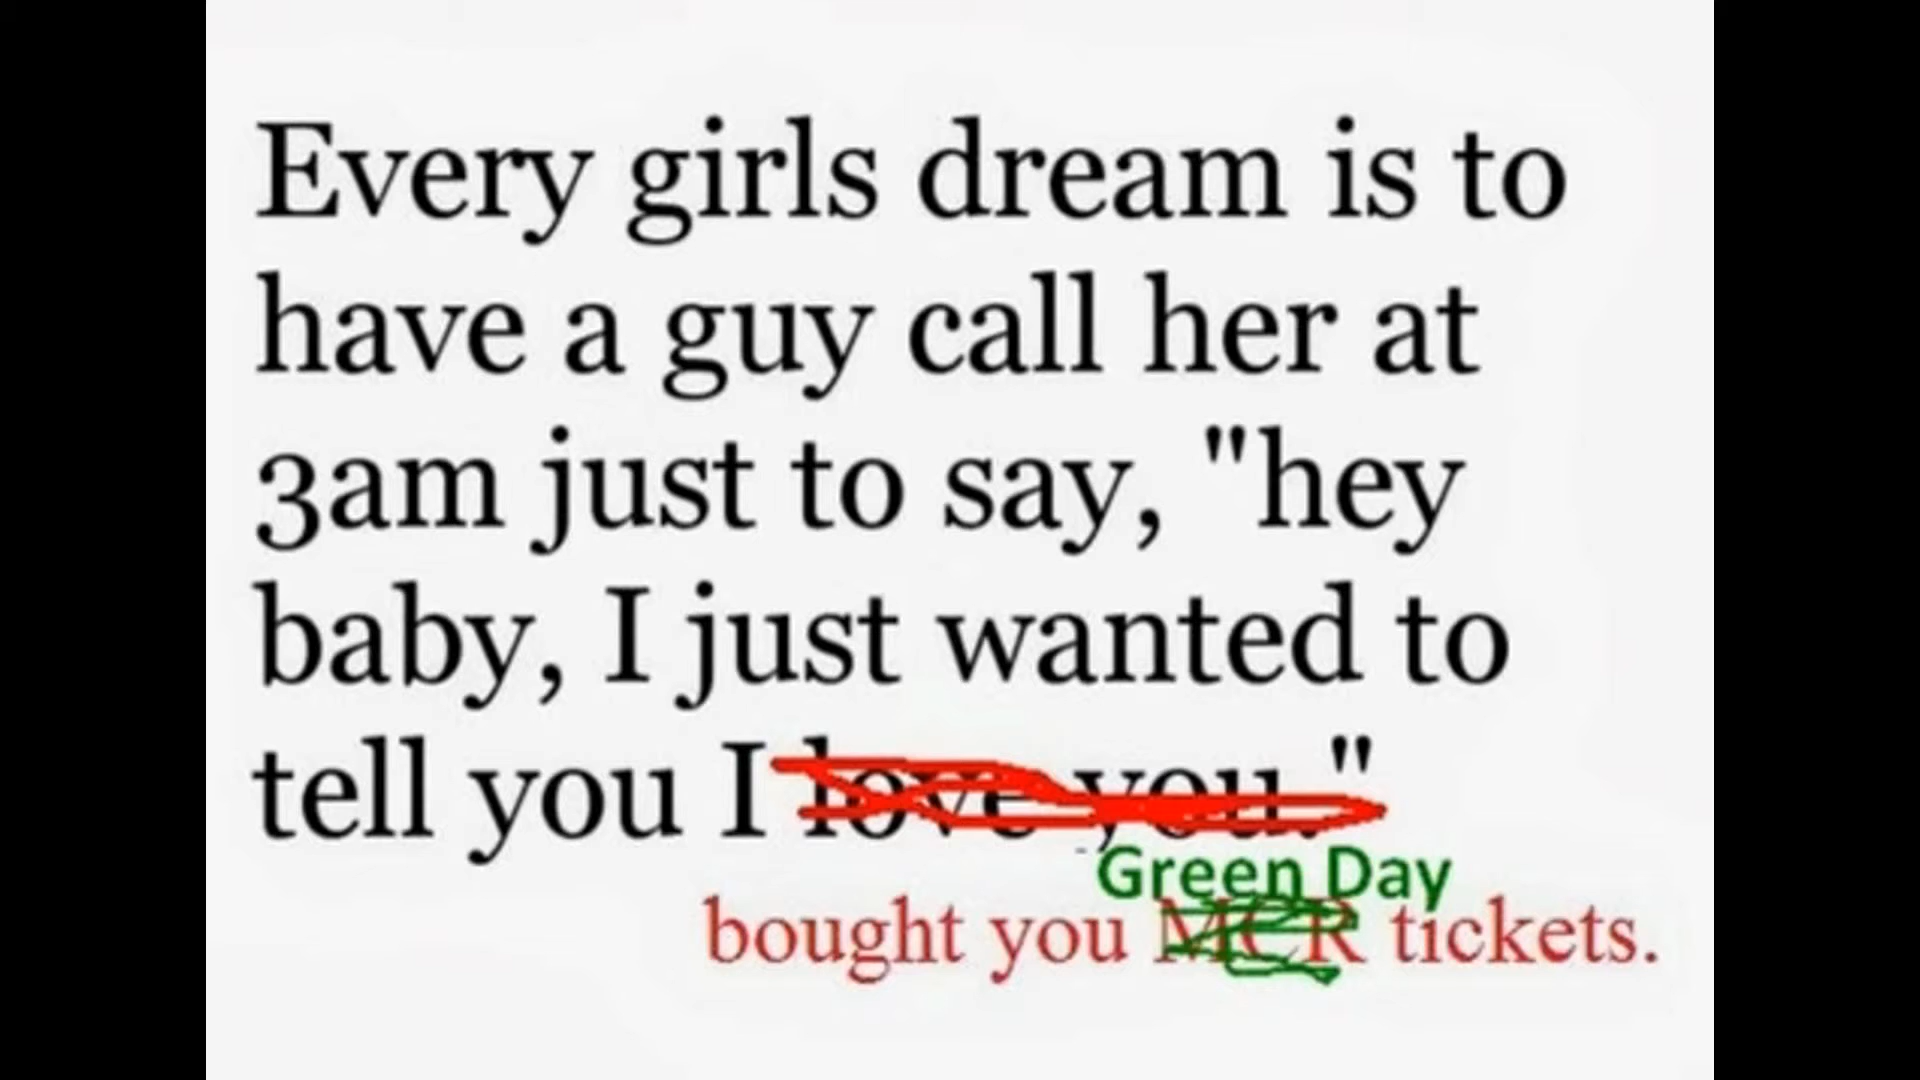 Every girls dream is to
have a guy call her at
3am just to say, "hey
baby, I just wanted to
tell you I love you."
Green Day
bought you MCR tickets.